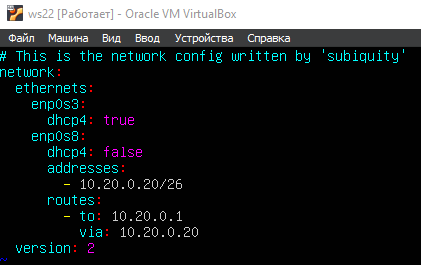 ws22 [Работает] - Oracle VM VirtualBox
Файл Машина Вид Ввод Устройства Справка
# This is the network config written by 'subiquity'
network:
  ethernets:
    enp0s3:
      dhcp4: true
    enp0s8:
      dhcp4: false
      addresses:
        - 10.20.0.20/26
      routes:
        - to: 10.20.0.1
          via: 10.20.0.20
  version: 2
~